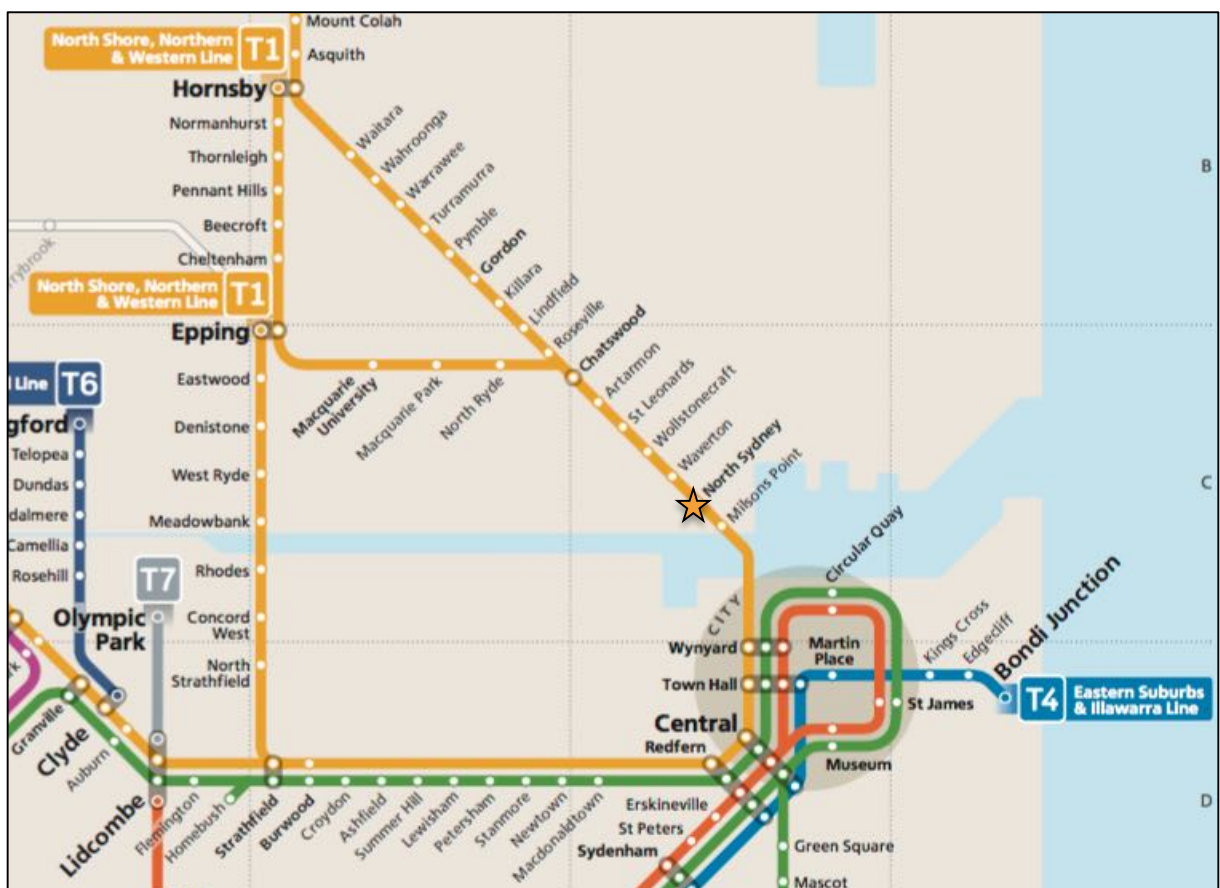 Mount Colah
North Shore, Northern
& Western Line
T1
Asquith
Hornsby
Normanhurst
Thornleigh
Pennant Hills
Beecroft
Cheltenham
Waitara
Wahroonga
Warrawee
Turramurra
Pymble
Gordon
Killara
Lindfield
Roseville
Chatswood
Artarmon
St Leonards
Wollstonecraft
Waverton
North Sydney
Milsons Point
B
rrybrook
North Shore, Northern
& Western Line
T1
Epping
Eastwood
Denistone
West Ryde
Meadowbank
Rhodes
Concord
West
North
Strathfield
Macquarie
University
Macquarie Park
North Ryde
l Line
T6
gford
Telopea
Dundas
dalmere
Camellia
Rosehill
T7
Olympic
Park
C
Circular Quay
CITY
Wynyard
Town Hall
Central
Redfern
Martin
Place
St James
Museum
Kings Cross
Edgecliff
Bondi Junction
T4
Eastern Suburbs
& Illawarra Line
rk
Granville
Clyde
Auburn
Lidcombe
Flemington
Homebush
Strathfield
Burwood
Croydon
Ashfield
Summer Hill
Lewisham
Petersham
Stanmore
Newtown
Macdonaldtown
Erskineville
St Peters
Sydenham
Green Square
Mascot
D